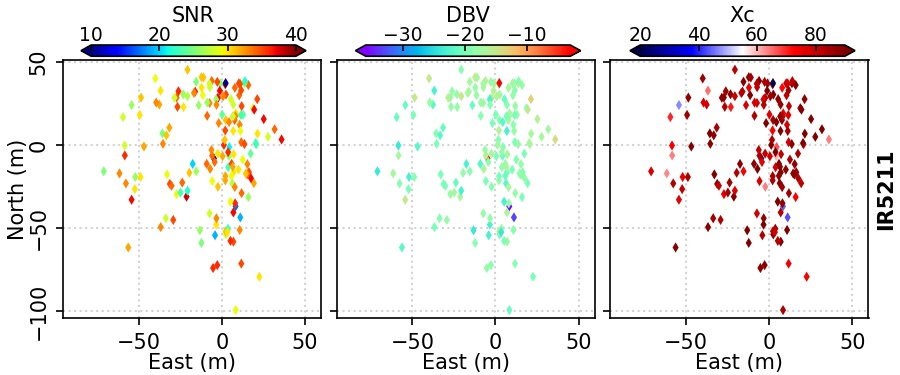 SNR DBV Xc
10 20 30 40 −30 −20 −10 20 40 60 80
50
0
−50
−100
North (m)
−50 0 50 −50 0 50 −50 0 50
East (m) East (m) East (m)
IR5211